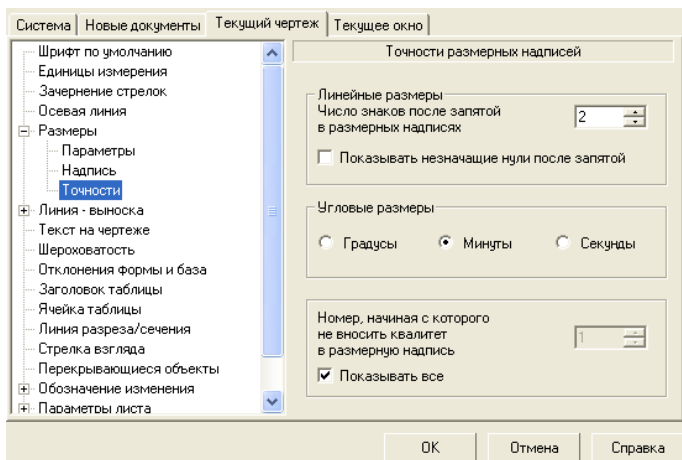 Система
Новые документы
Текущий чертеж
Текущее окно
Шрифт по умолчанию
Единицы измерения
Зачернение стрелок
Осевая линия
Размеры
Параметры
Надпись
Точности
Линия - выноска
Текст на чертеже
Шероховатость
Отклонения формы и база
Заголовок таблицы
Ячейка таблицы
Линия разреза/сечения
Стрелка взгляда
Перекрывающиеся объекты
Обозначение изменения
Параметры листа
Точности размерных надписей
Линейные размеры
Число знаков после запятой
в размерных надписях
2
Показывать незначащие нули после запятой
Угловые размеры
Градусы
Минуты
Секунды
Номер, начиная с которого
не вносить квалитет
в размерную надпись
1
Показывать все
OK
Отмена
Справка